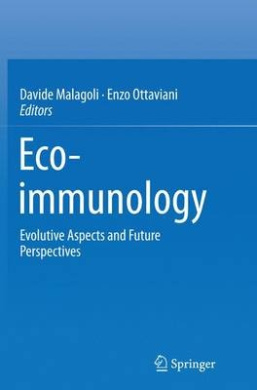 Davide Malagoli · Enzo Ottaviani
Editors
Eco-
immunology
Evolutive Aspects and Future
Perspectives
Springer